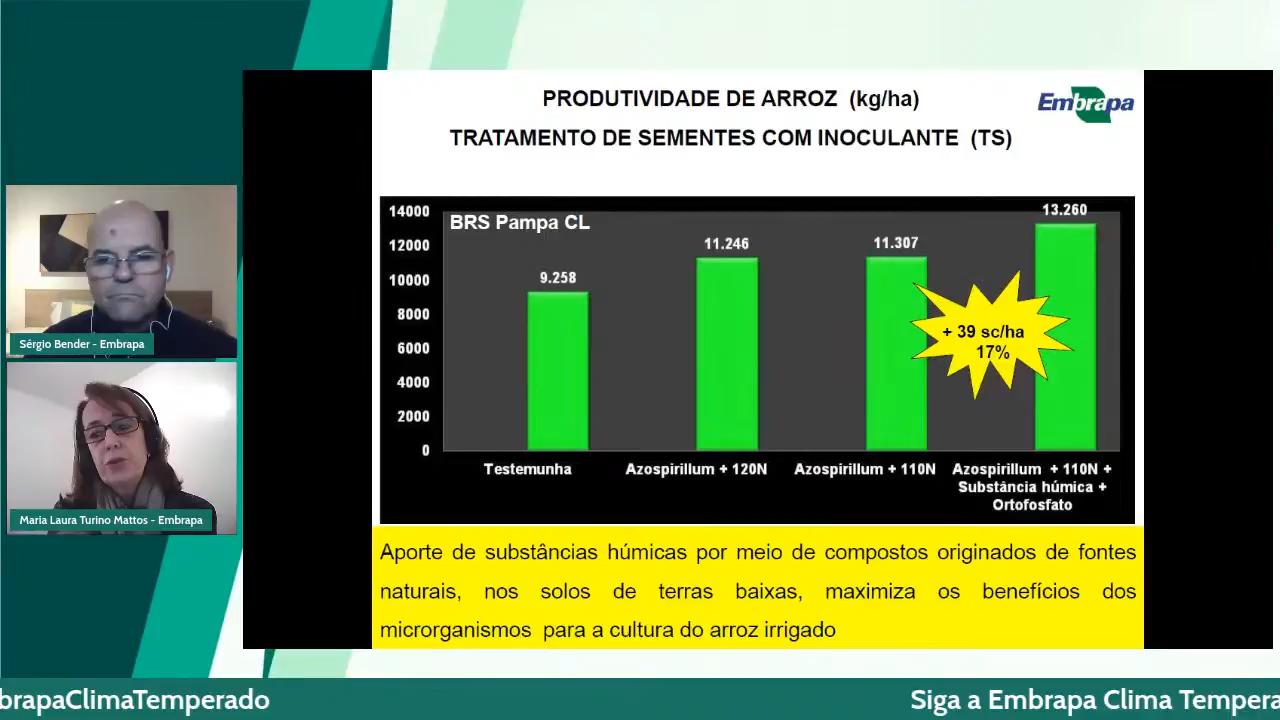 PRODUTIVIDADE DE ARROZ (kg/ha)
TRATAMENTO DE SEMENTES COM INOCULANTE (TS)
Embrapa
BRS Pampa CL
14000
12000
10000
8000
6000
4000
2000
0
9.258
11.246
11.307
13.260
+ 39 sc/ha
17%
Testemunha
Azospirillum + 120N
Azospirillum + 110N
Azospirillum + 110N +
Substância húmica +
Ortofosfato
Aporte de substâncias húmicas por meio de compostos originados de fontes
naturais, nos solos de terras baixas, maximiza os benefícios dos
microrganismos para a cultura do arroz irrigado
Sérgio Bender - Embrapa
Maria Laura Turino Mattos - Embrapa
brapaClimaTemperado
Siga a Embrapa Clima Tempera